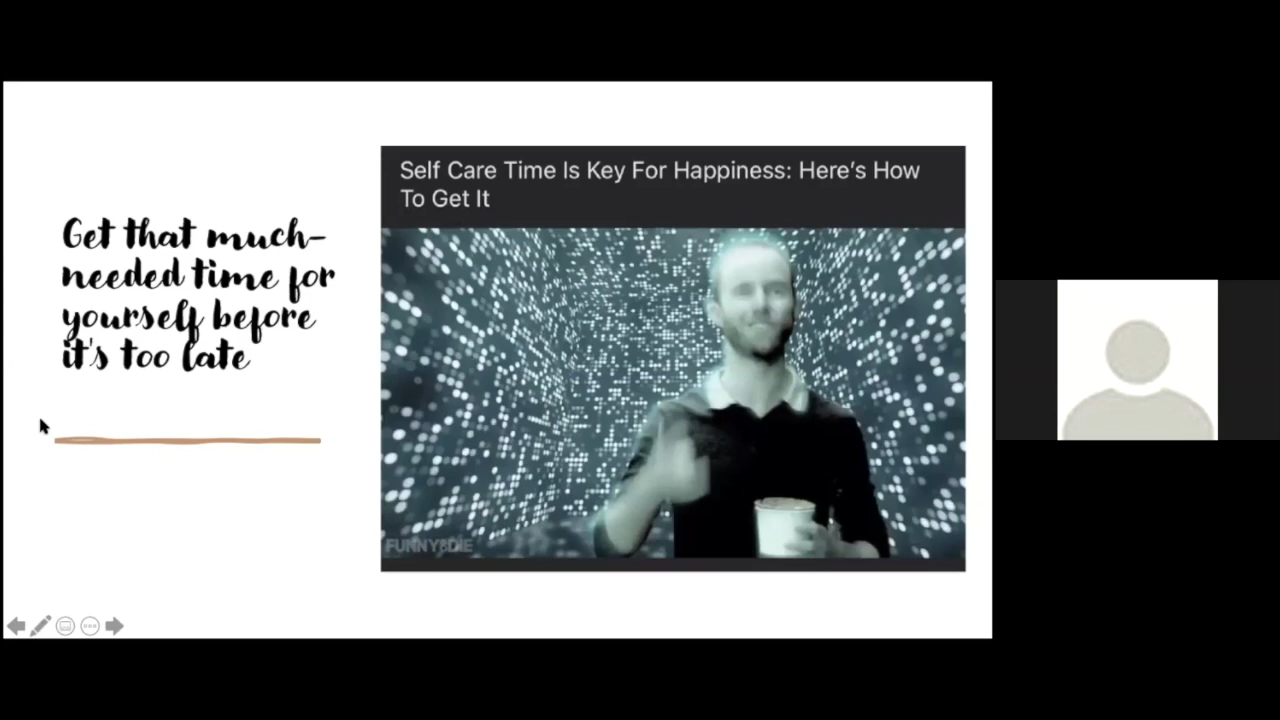 Get that much-
needed time for
yourself before
it's too late
Self Care Time Is Key For Happiness: Here’s How
To Get It
FUNNY OR DIE